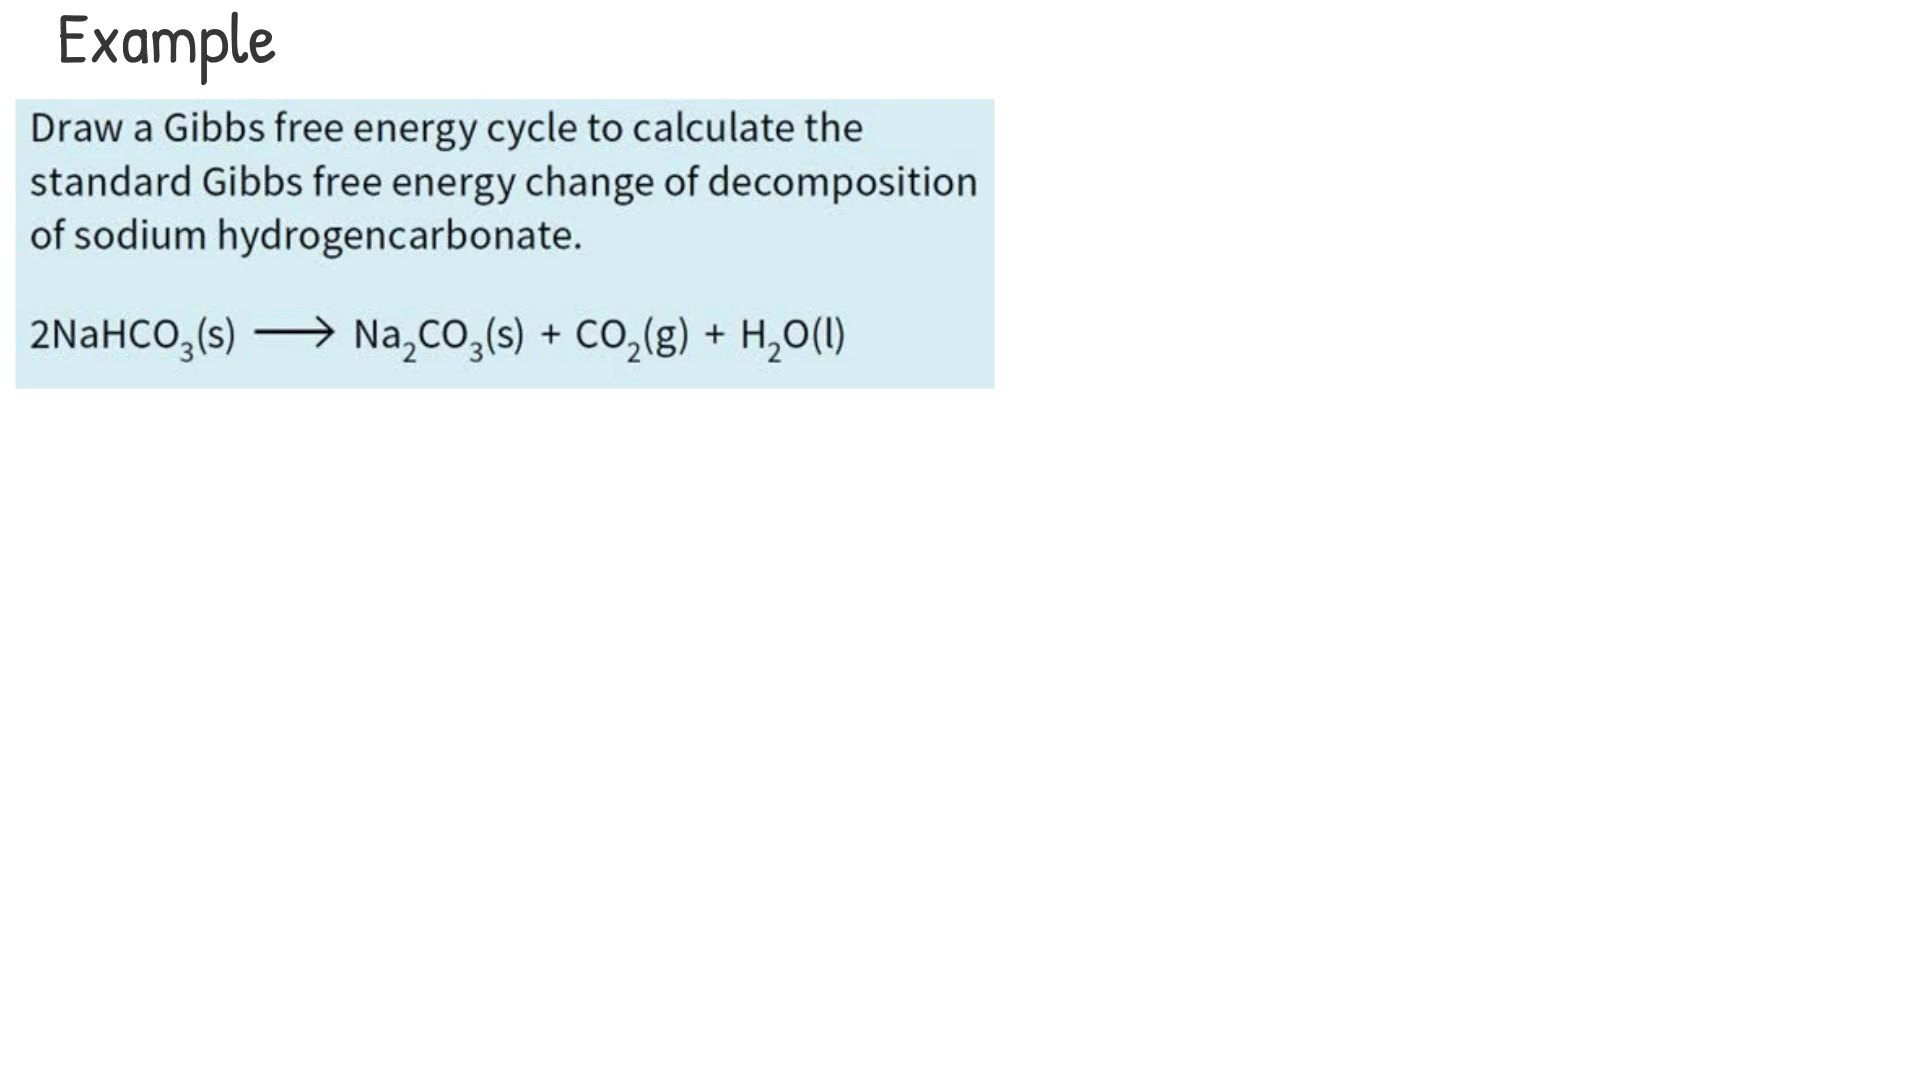 Example
Draw a Gibbs free energy cycle to calculate the
standard Gibbs free energy change of decomposition
of sodium hydrogencarbonate.
2NaHCO₃(s) ⟶ Na₂CO₃(s) + CO₂(g) + H₂O(l)